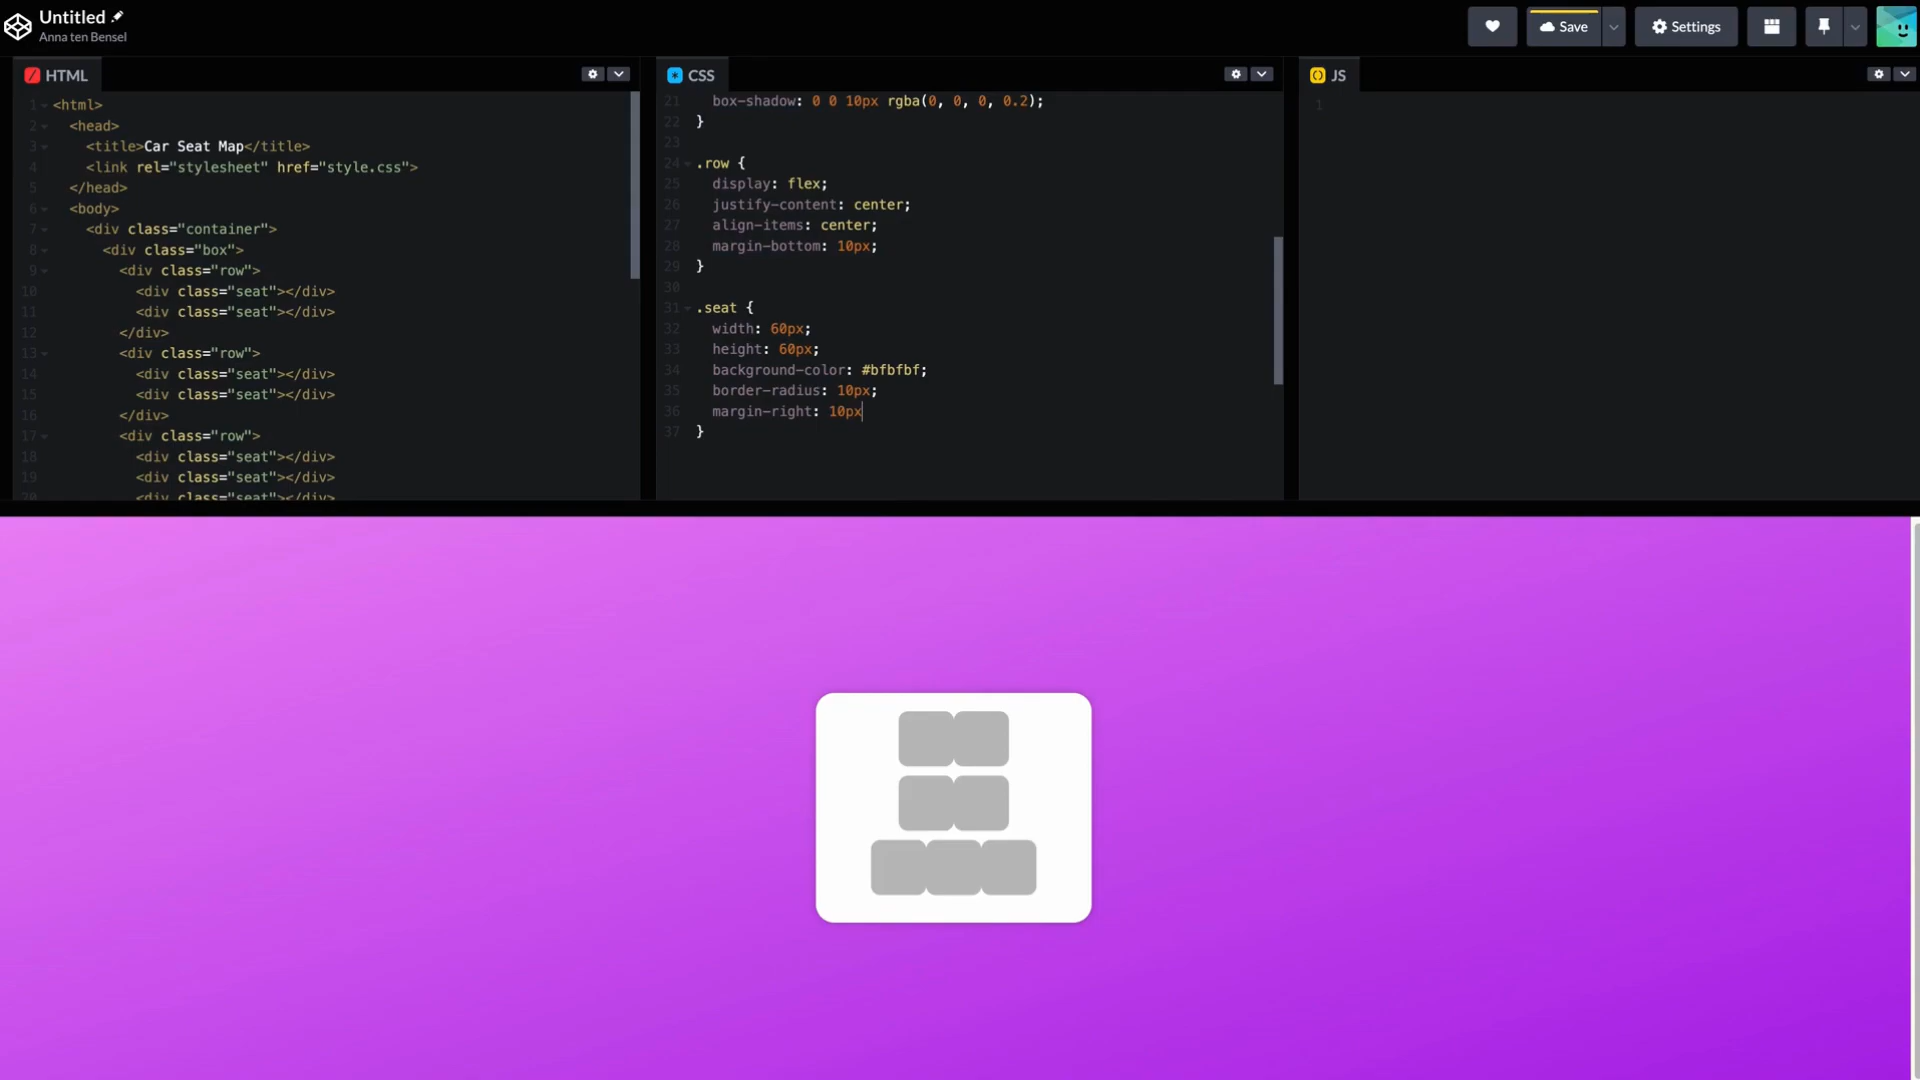 Untitled
Anna ten Bensel
Save
Settings
HTML
1 <html>
2 <head>
3 <title>Car Seat Map</title>
4 <link rel="stylesheet" href="style.css">
5 </head>
6 <body>
7 <div class="container">
8 <div class="box">
9 <div class="row">
10 <div class="seat"></div>
11 <div class="seat"></div>
12 </div>
13 <div class="row">
14 <div class="seat"></div>
15 <div class="seat"></div>
16 </div>
17 <div class="row">
18 <div class="seat"></div>
19 <div class="seat"></div>
20 <div class="seat"></div>
CSS
21 box-shadow: 0 0 10px rgba(0, 0, 0, 0.2);
22 }
23
24 .row {
25 display: flex;
26 justify-content: center;
27 align-items: center;
28 margin-bottom: 10px;
29 }
30
31 .seat {
32 width: 60px;
33 height: 60px;
34 background-color: #bfbfbf;
35 border-radius: 10px;
36 margin-right: 10px
37 }
JS
1